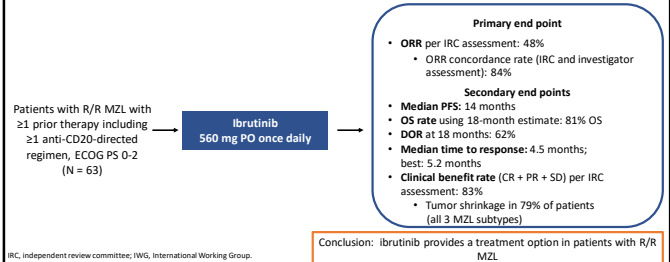 Patients with R/R MZL with
≥1 prior therapy including
≥1 anti-CD20-directed
regimen, ECOG PS 0-2
(N = 63)
Ibrutinib
560 mg PO once daily
Primary end point
• ORR per IRC assessment: 48%
• ORR concordance rate (IRC and investigator
assessment): 84%
Secondary end points
• Median PFS: 14 months
• OS rate using 18-month estimate: 81% OS
• DOR at 18 months: 62%
• Median time to response: 4.5 months;
best: 5.2 months
• Clinical benefit rate (CR + PR + SD) per IRC
assessment: 83%
• Tumor shrinkage in 79% of patients
(all 3 MZL subtypes)
Conclusion: ibrutinib provides a treatment option in patients with R/R
MZL
IRC, independent review committee; IWG, International Working Group.